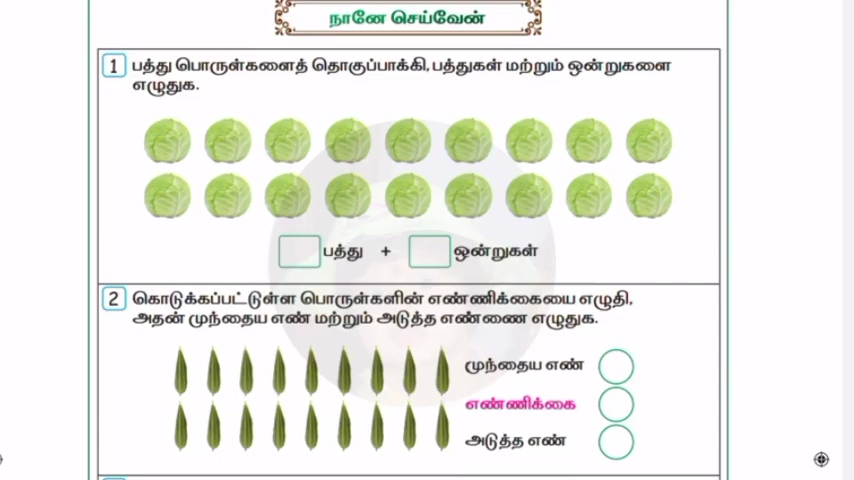 நானே செய்வேன்
1 பத்து பொருள்களைத் தொகுப்பாக்கி, பத்துகள் மற்றும் ஒன்றுகளை
எழுதுக.
பத்து + ஒன்றுகள்
2 கொடுக்கப்பட்டுள்ள பொருள்களின் எண்ணிக்கையை எழுதி,
அதன் முந்தைய எண் மற்றும் அடுத்த எண்ணை எழுதுக.
முந்தைய எண்
எண்ணிக்கை
அடுத்த எண்